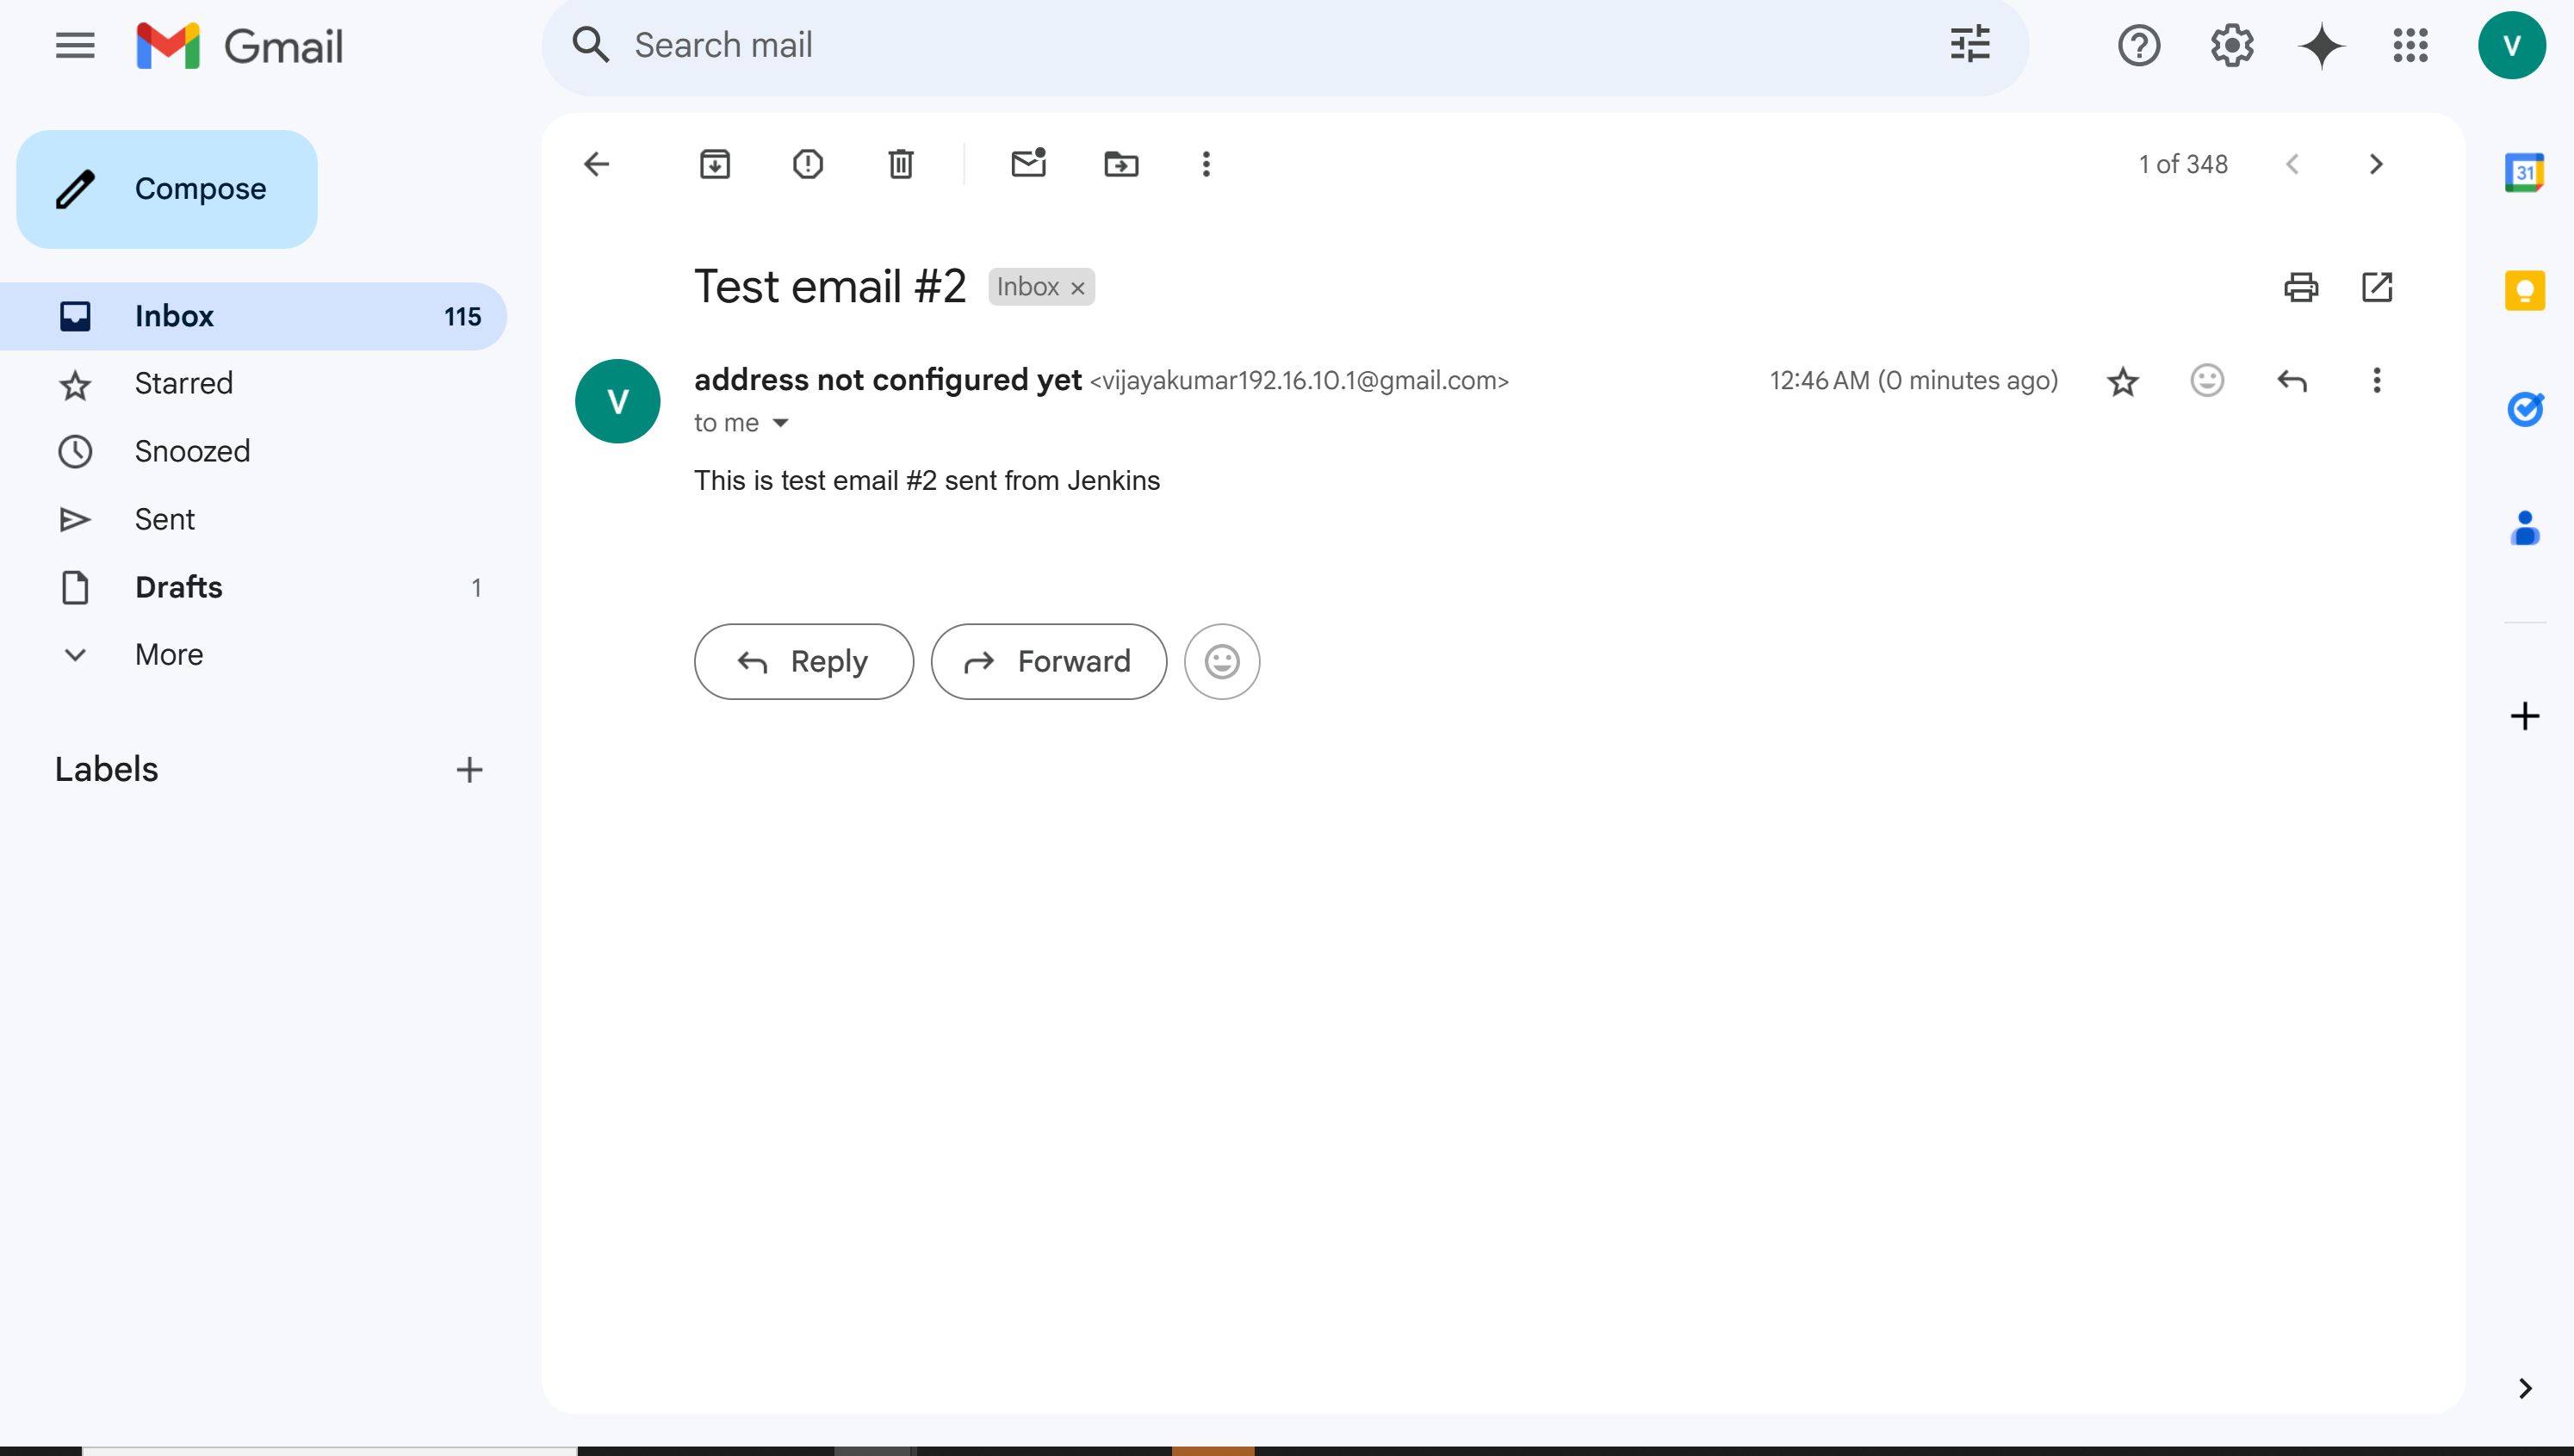 Gmail
Search mail
V
Compose
1 of 348
31
Test email #2 Inbox ×
Inbox 115
Starred
Snoozed
Sent
Drafts 1
More
Labels
V
address not configured yet <vijayakumar192.16.10.1@gmail.com> 12:46 AM (0 minutes ago)
to me
This is test email #2 sent from Jenkins
Reply Forward